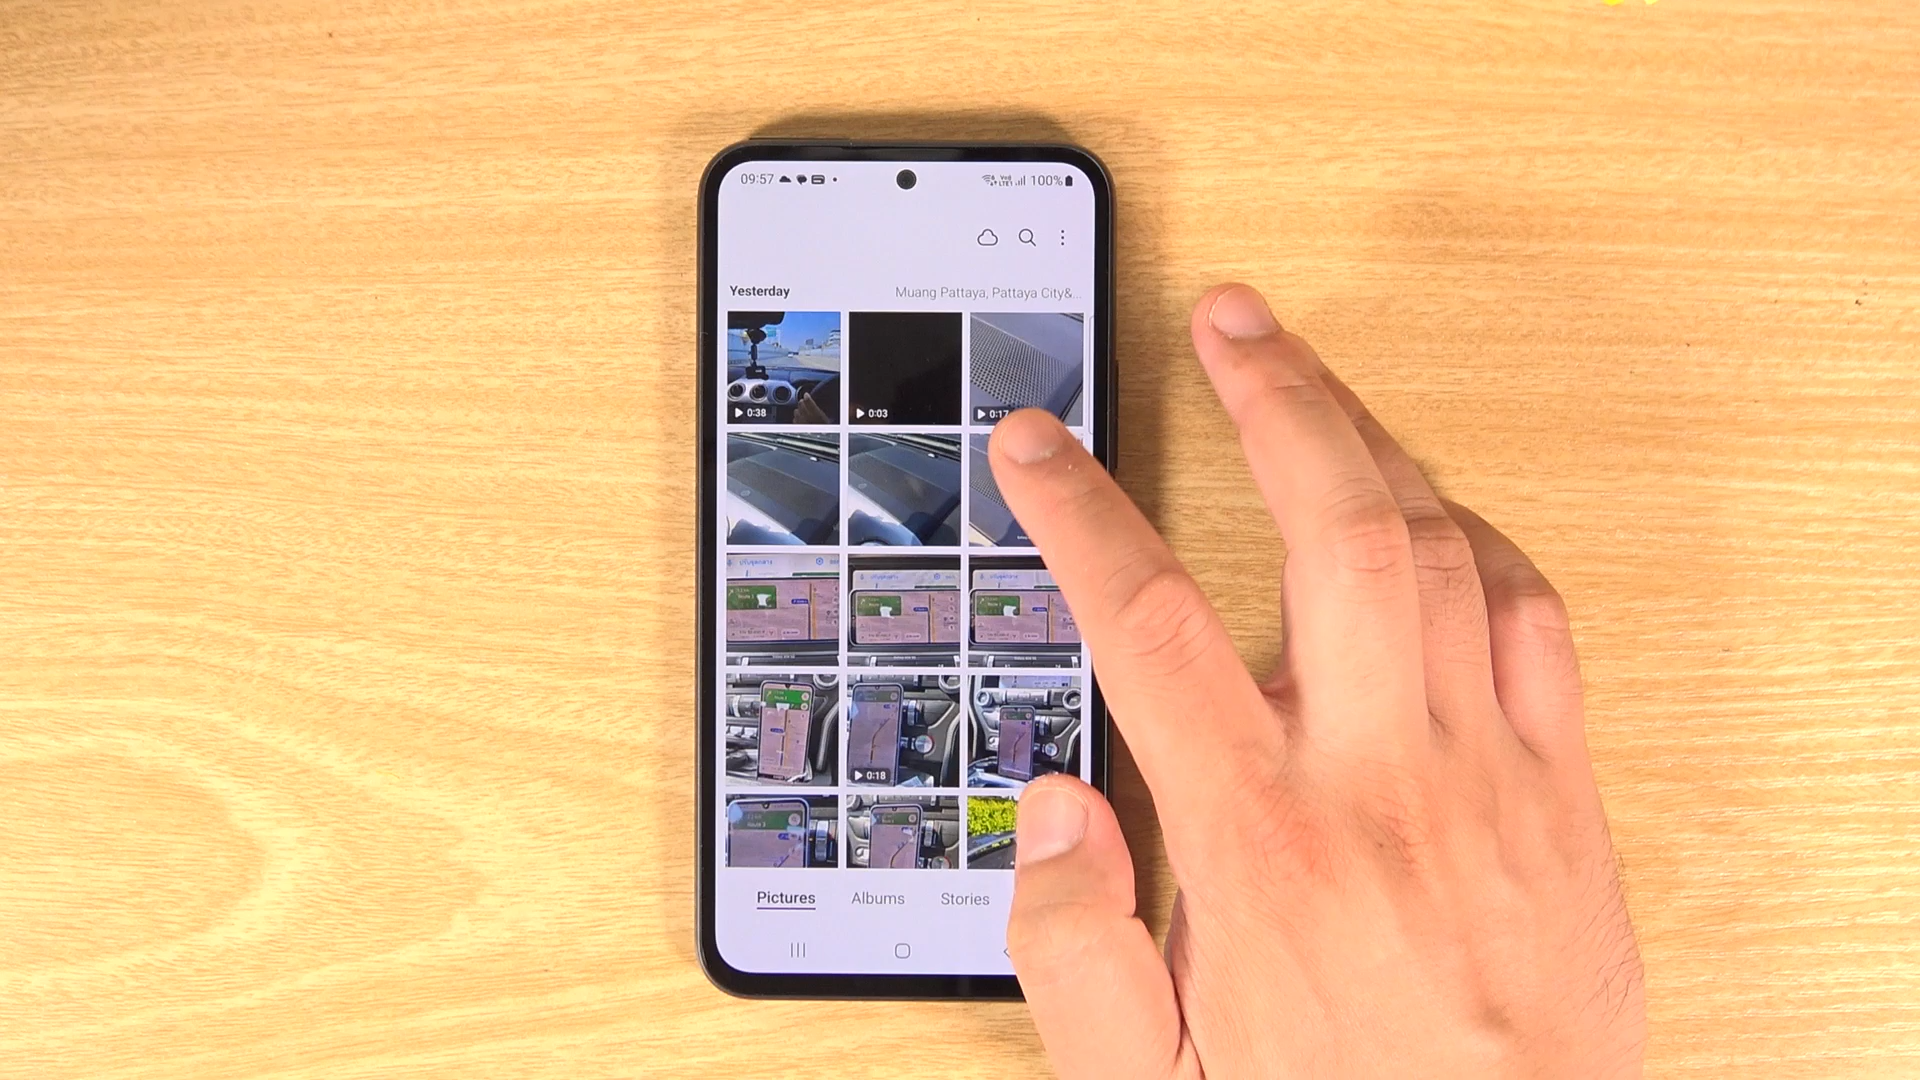 09:57
100%
Yesterday
Muang Pattaya, Pattaya City&...
0:38
0:03
0:17
0:18
Pictures
Albums
Stories